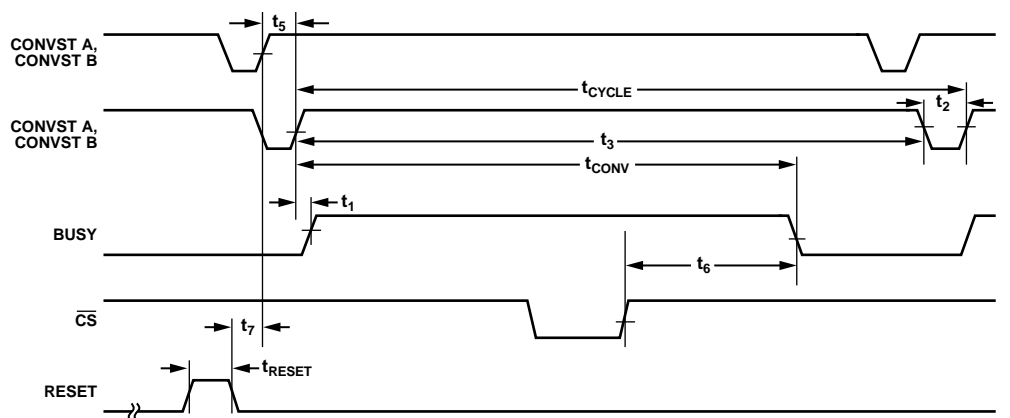 t5
CONVST A,
CONVST B
tCYCLE
t2
CONVST A,
CONVST B
t3
tCONV
t1
BUSY
t6
CS
t7
tRESET
RESET